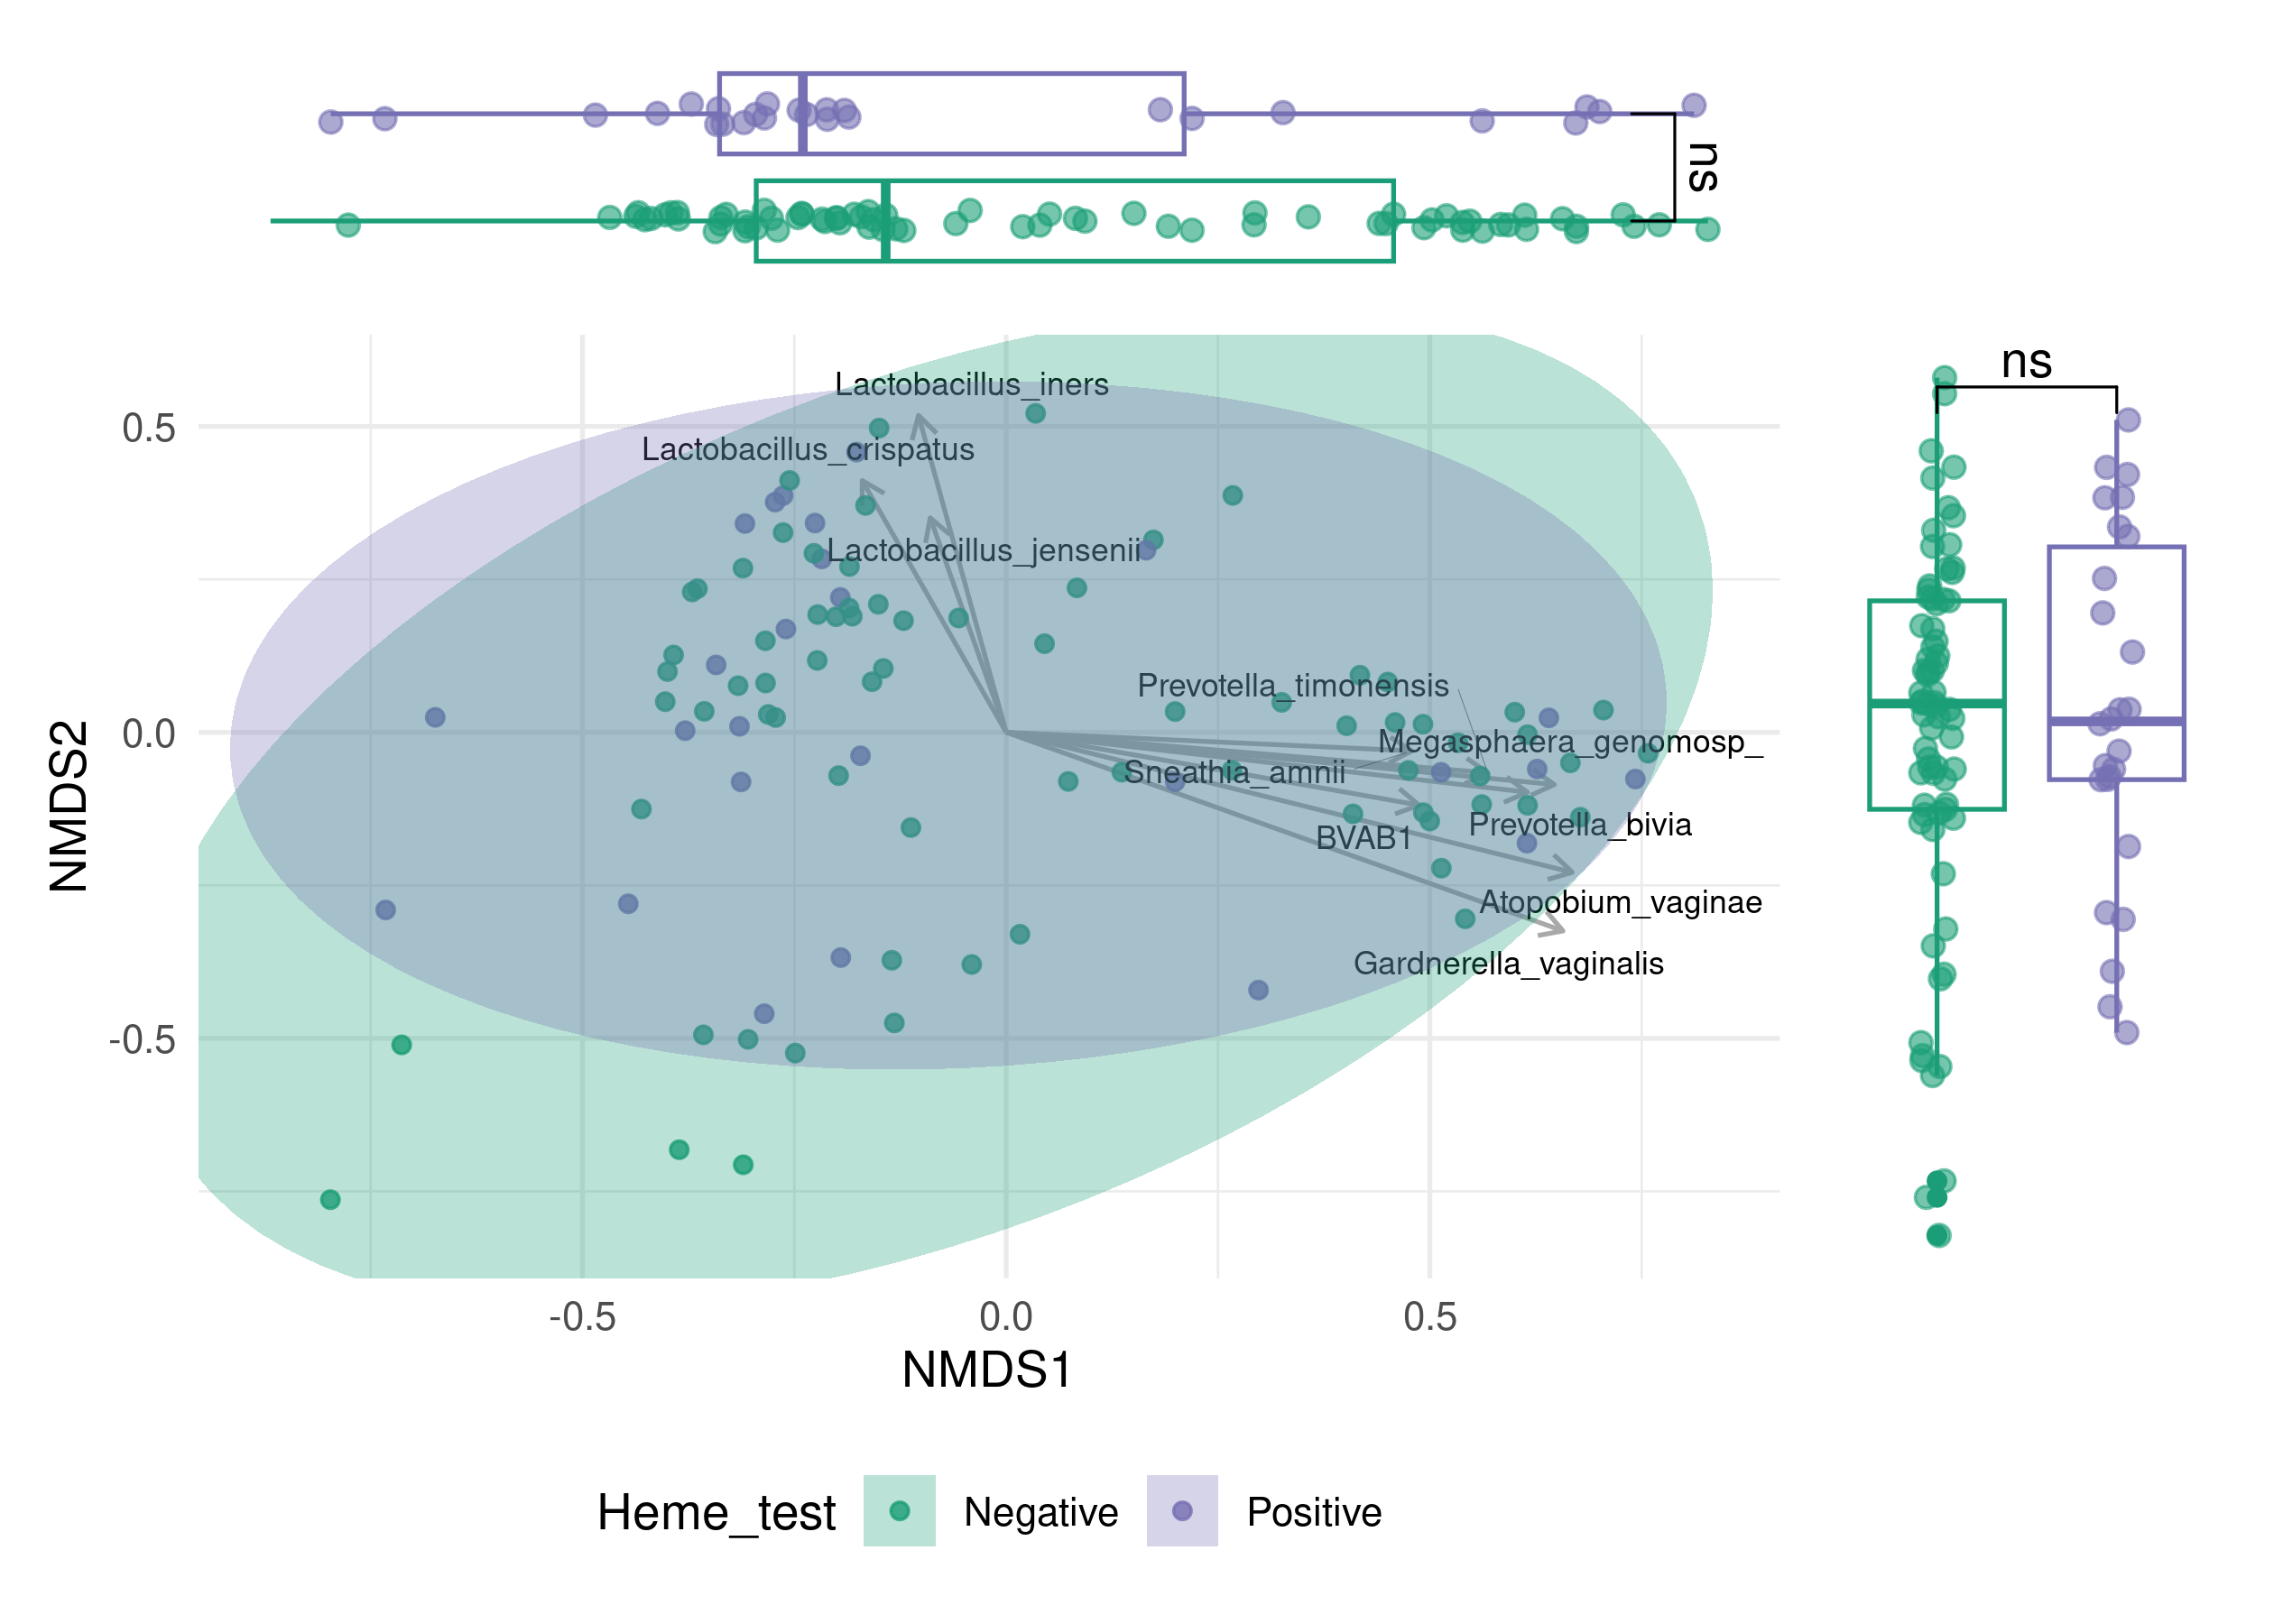 ns
ns
Lactobacillus_iners
Lactobacillus_crispatus
Lactobacillus_jensenii
Prevotella_timonensis
Megasphaera_genomosp_
Sneathia_amnii
BVAB1
Prevotella_bivia
Atopobium_vaginae
Gardnerella_vaginalis
0.5
0.0
-0.5
NMDS2
-0.5 0.0 0.5
NMDS1
Heme_test Negative Positive